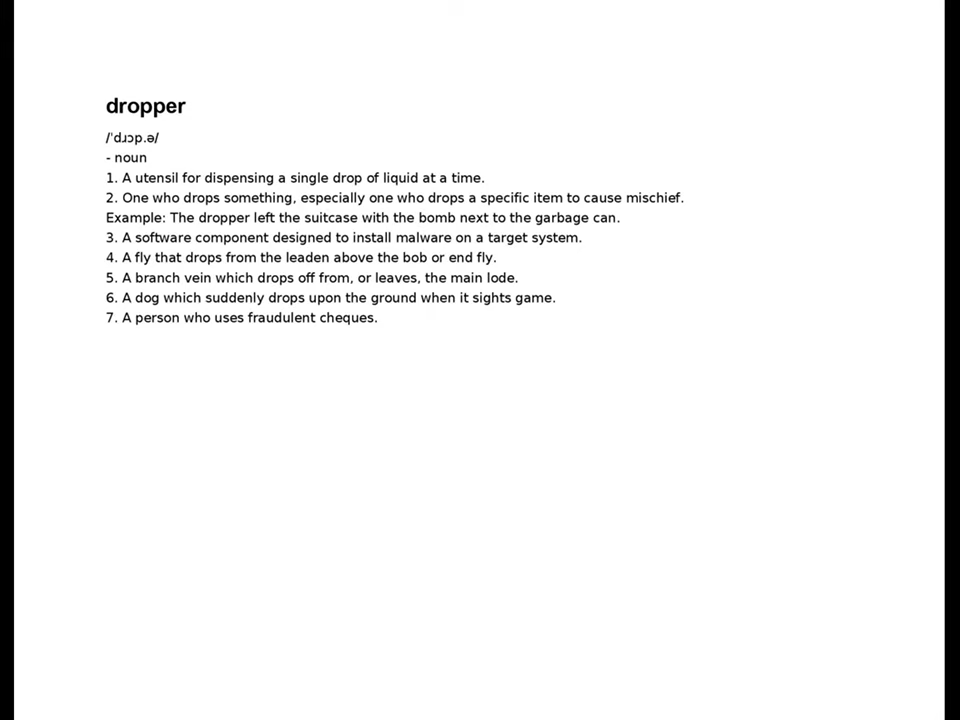 dropper
/ˈdɹɔp.ə/
- noun
1. A utensil for dispensing a single drop of liquid at a time.
2. One who drops something, especially one who drops a specific item to cause mischief.
Example: The dropper left the suitcase with the bomb next to the garbage can.
3. A software component designed to install malware on a target system.
4. A fly that drops from the leaden above the bob or end fly.
5. A branch vein which drops off from, or leaves, the main lode.
6. A dog which suddenly drops upon the ground when it sights game.
7. A person who uses fraudulent cheques.